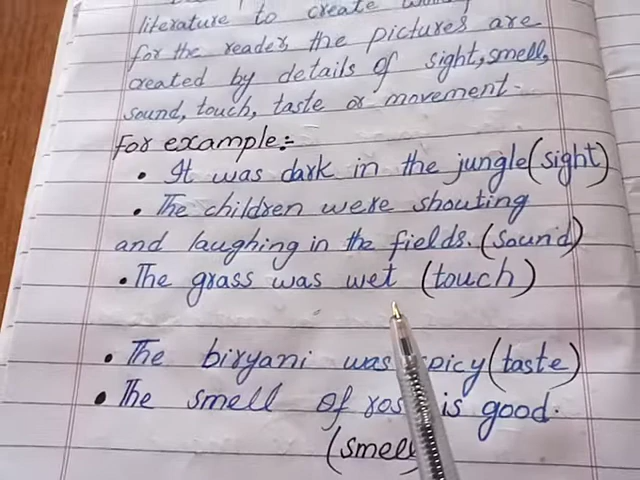 literature to create
for the reader the pictures are
created by details of sight, smell,
sound, touch, taste or movement.
For example:-
• It was dark in the jungle(sight)
• The children were shouting
and laughing in the fields. (sound)
• The grass was wet (touch)
• The biryani was spicy(taste)
• The smell of rose is good.
(smell)